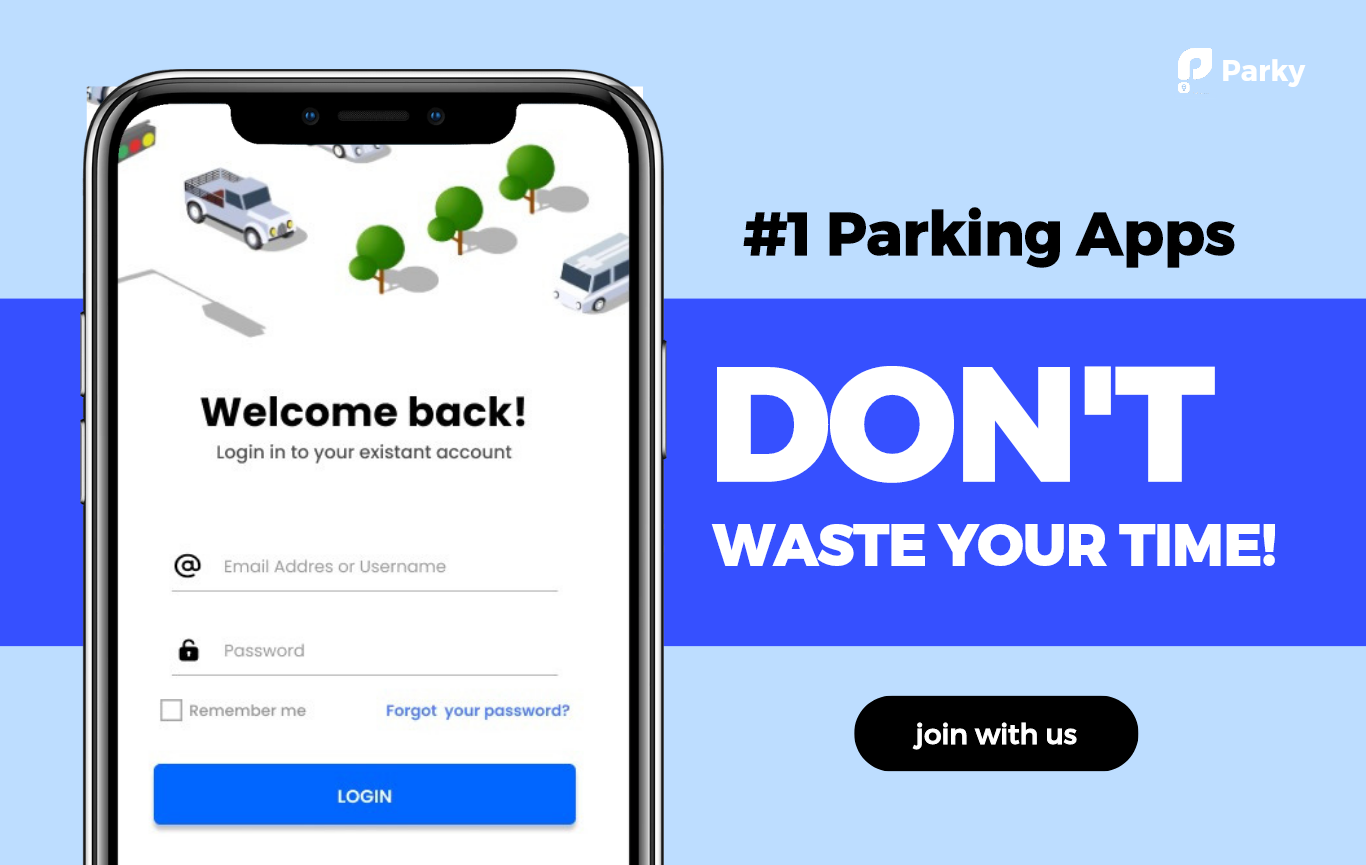 Parky
#1 Parking Apps
DON'T
WASTE YOUR TIME!
join with us
Welcome back!
Login in to your existant account
@ Email Addres or Username
Password
Remember me
Forgot your password?
LOGIN